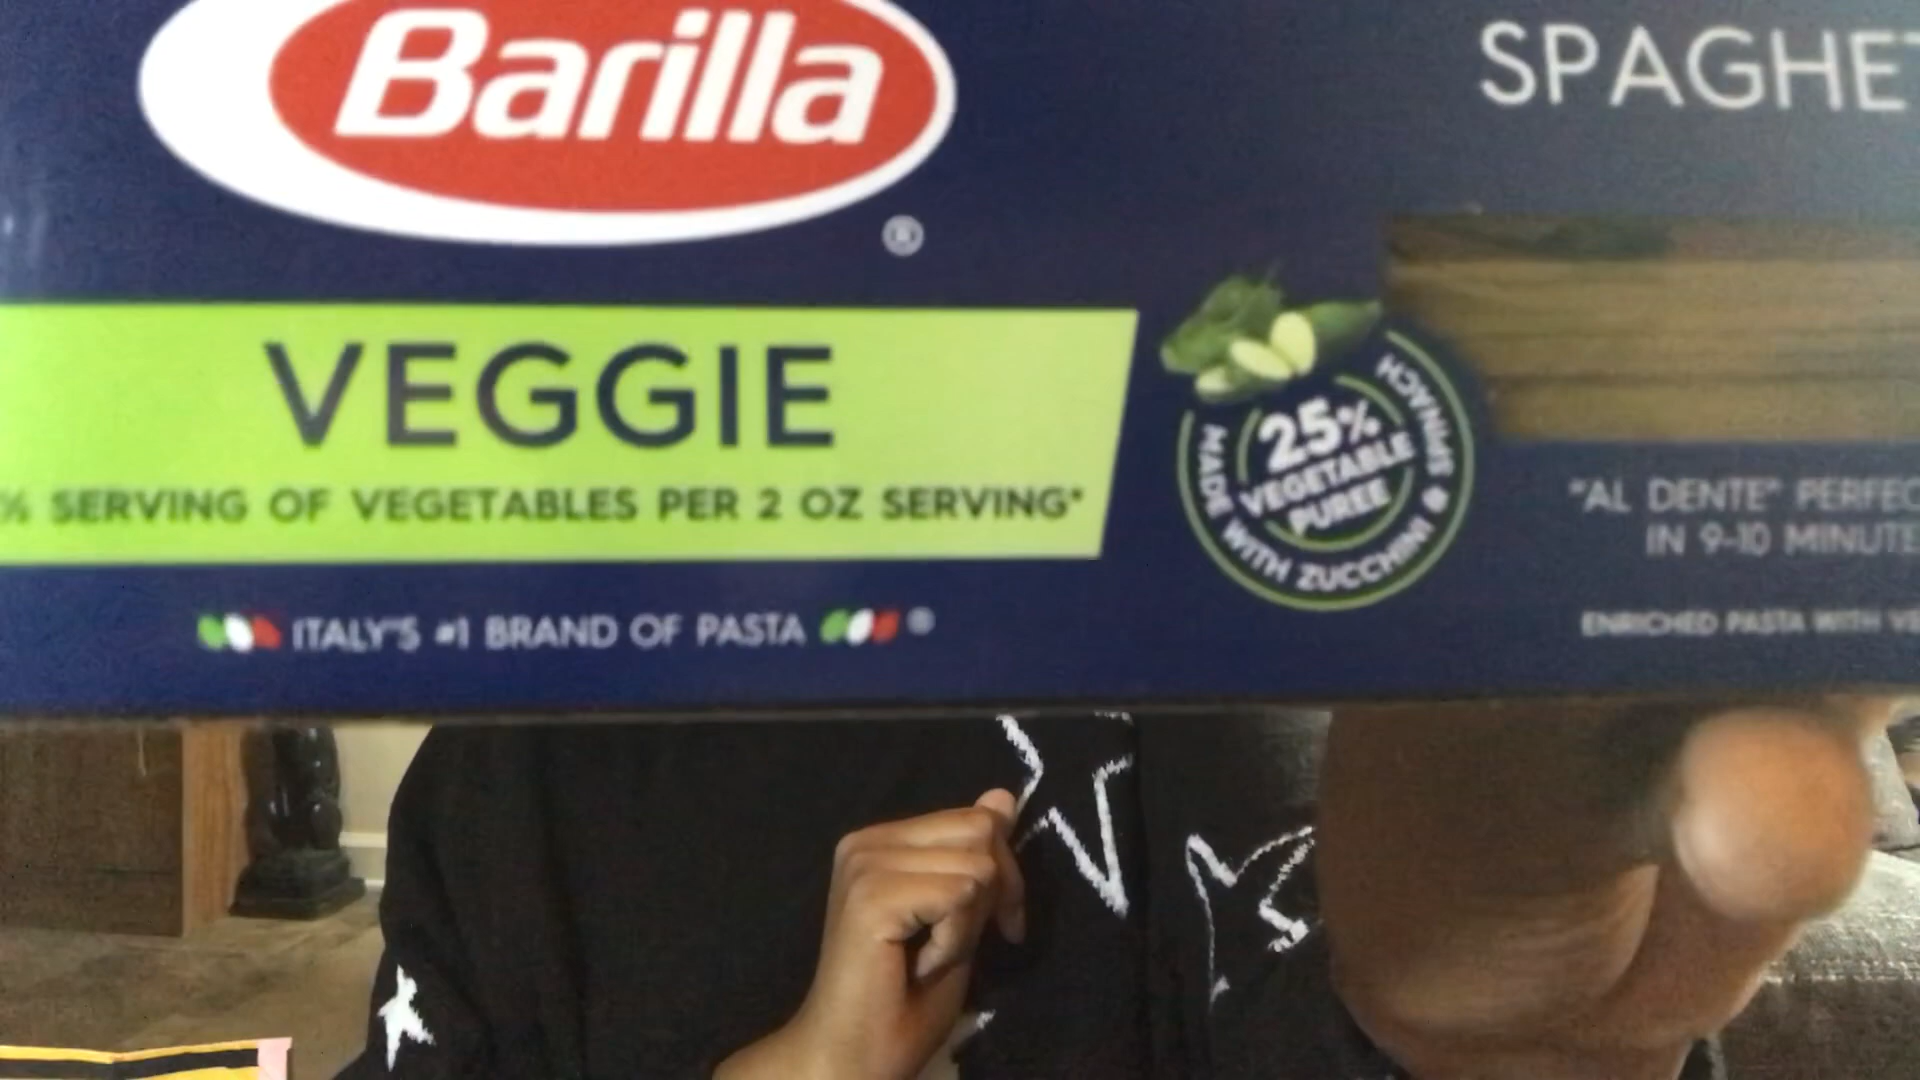 Barilla
®
VEGGIE
% SERVING OF VEGETABLES PER 2 OZ SERVING*
ITALY'S #1 BRAND OF PASTA ®
25%
VEGETABLE
PUREE
MADE WITH ZUCCHINI & SPINACH
SPAGHET
"AL DENTE" PERFEC
IN 9-10 MINUTE
ENRICHED PASTA WITH VE